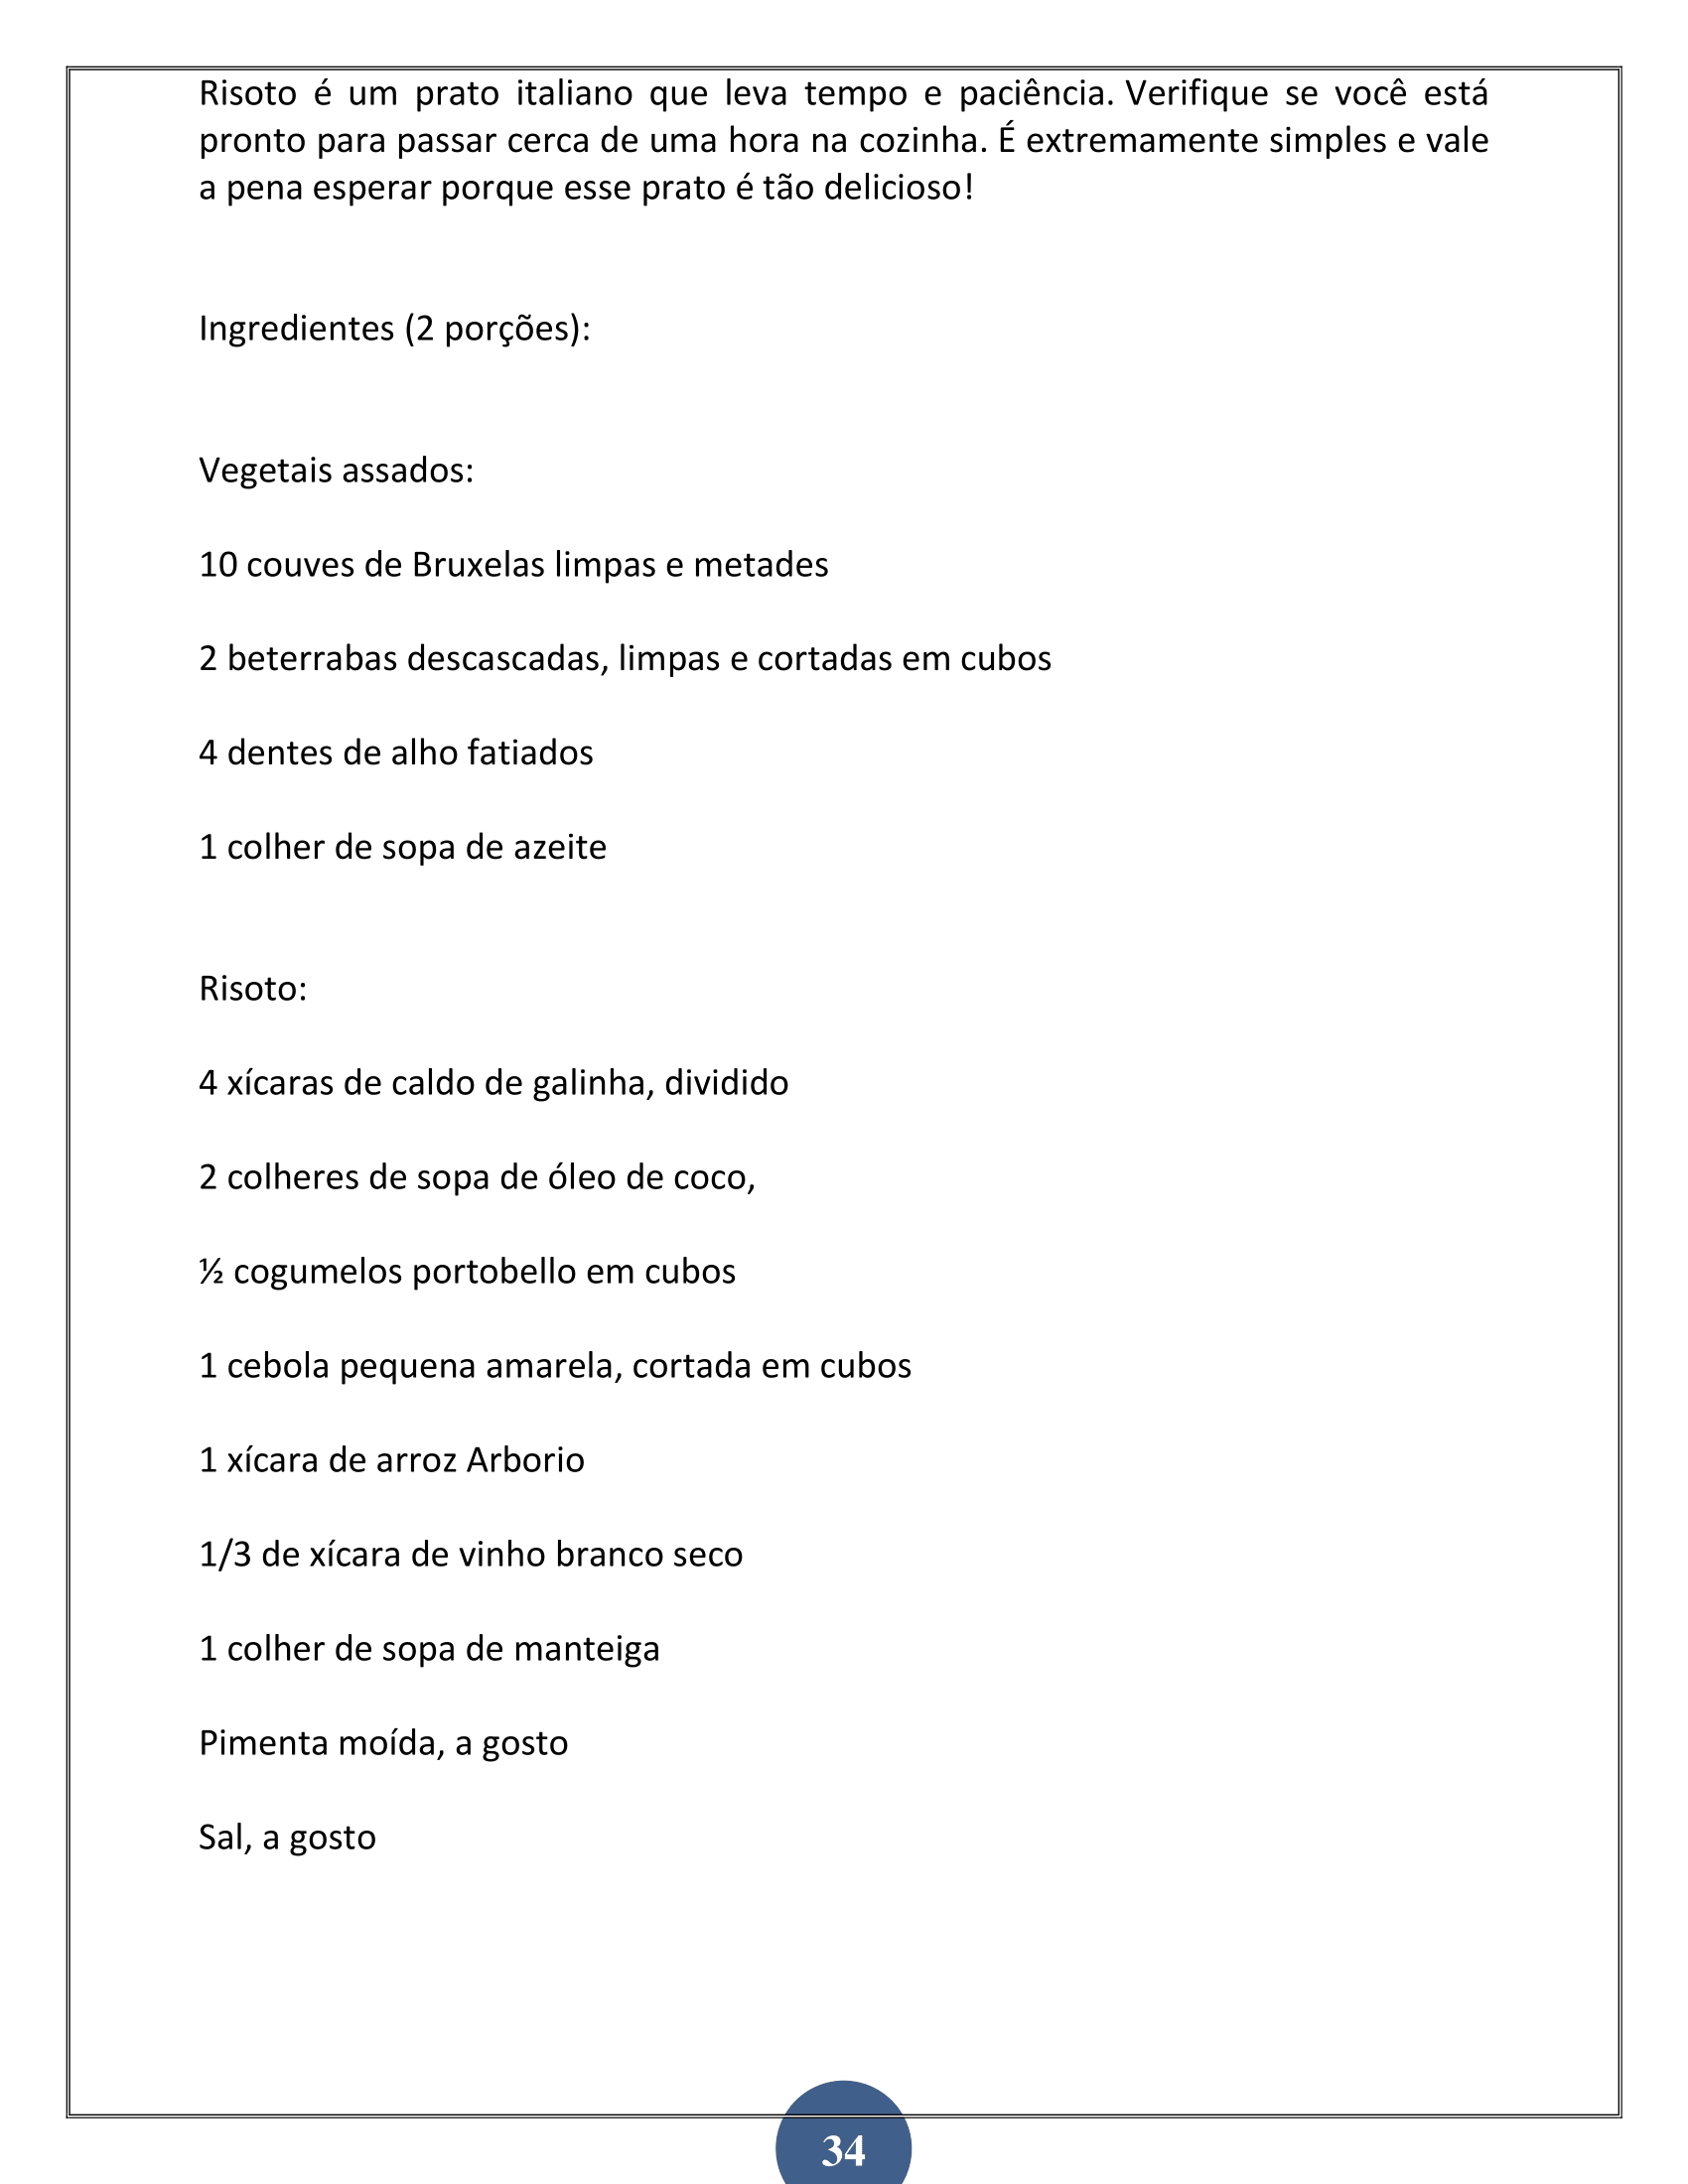 Risoto é um prato italiano que leva tempo e paciência. Verifique se você está
pronto para passar cerca de uma hora na cozinha. É extremamente simples e vale
a pena esperar porque esse prato é tão delicioso!
Ingredientes (2 porções):
Vegetais assados:
10 couves de Bruxelas limpas e metades
2 beterrabas descascadas, limpas e cortadas em cubos
4 dentes de alho fatiados
1 colher de sopa de azeite
Risoto:
4 xícaras de caldo de galinha, dividido
2 colheres de sopa de óleo de coco,
½ cogumelos portobello em cubos
1 cebola pequena amarela, cortada em cubos
1 xícara de arroz Arborio
1/3 de xícara de vinho branco seco
1 colher de sopa de manteiga
Pimenta moída, a gosto
Sal, a gosto
34